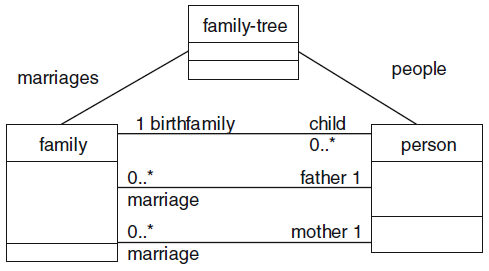 family-tree
marriages
people
1 birthfamily
child
family
0..*
person
0..*
father 1
marriage
0..*
mother 1
marriage